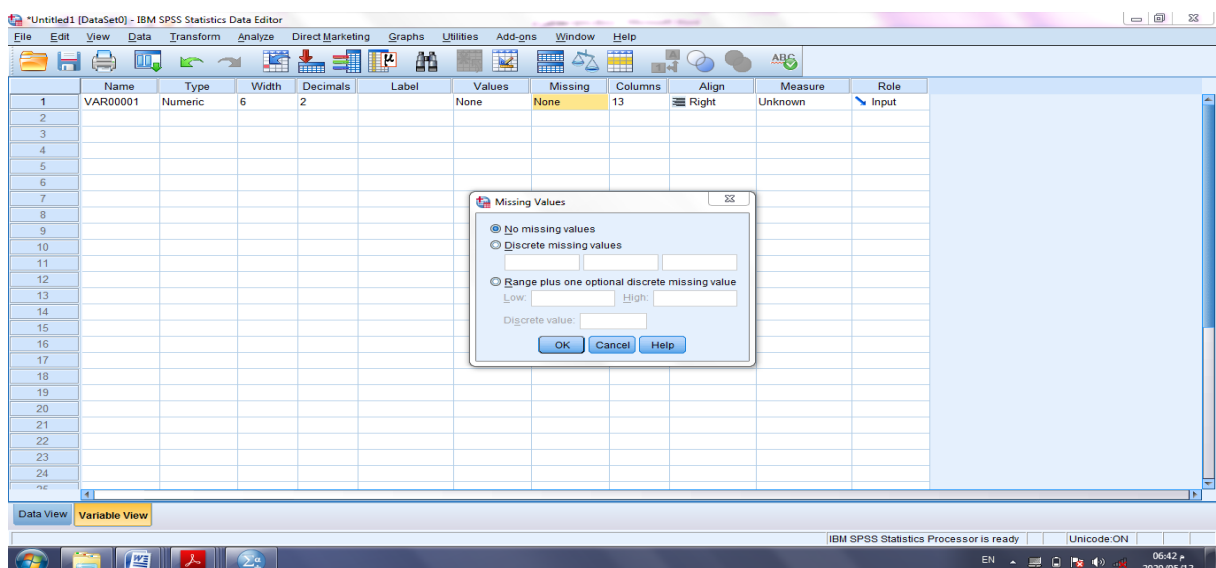 *Untitled1 [DataSet0] - IBM SPSS Statistics Data Editor
File Edit View Data Transform Analyze Direct Marketing Graphs Utilities Add-ons Window Help
Name Type Width Decimals Label Values Missing Columns Align Measure Role
1 VAR00001 Numeric 6 2 None None 13 Right Unknown Input
2
3
4
5
6
7
8
9
10
11
12
13
14
15
16
17
18
19
20
21
22
23
24
25
Missing Values
No missing values
Discrete missing values
Range plus one optional discrete missing value
Low: High:
Discrete value:
OK Cancel Help
Data View Variable View
IBM SPSS Statistics Processor is ready Unicode:ON
EN 06:42 م